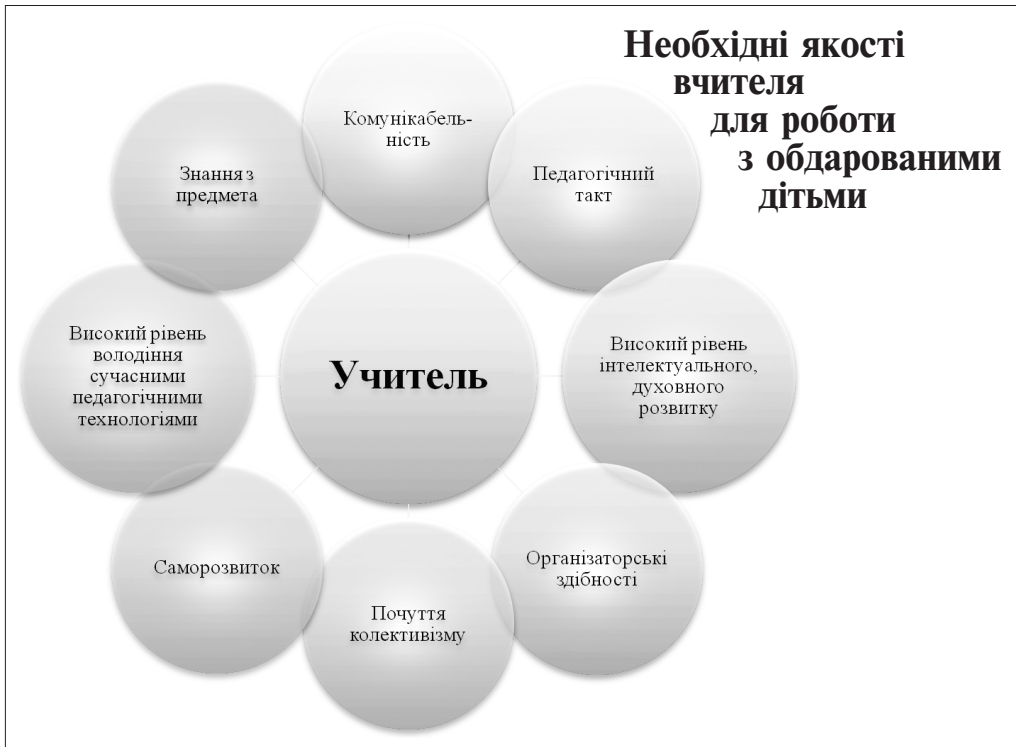 Необхідні якості
вчителя
для роботи
з обдарованими
дітьми
Комунікабель-
ність
Педагогічний
такт
Високий рівень
інтелектуального,
духовного
розвитку
Організаторські
здібності
Почуття
колективізму
Саморозвиток
Високий рівень
володіння
сучасними
педагогічними
технологіями
Знання з
предмета
Учитель